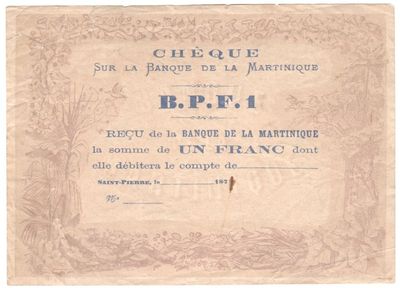 CHÈQUE
SUR LA BANQUE DE LA MARTINIQUE
B.P.F.1
REÇU de la BANQUE DE LA MARTINIQUE
la somme de UN FRANC dont
elle débitera le compte de
SAINT-PIERRE, le 187
N°